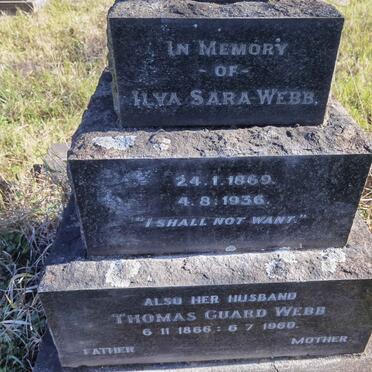 IN MEMORY
- OF -
ILVA SARA WEBB.
24.1.1869.
4.8.1936.
"I SHALL NOT WANT."
ALSO HER HUSBAND
THOMAS GUARD WEBB
6·11·1866: 6·7·1960.
FATHER MOTHER